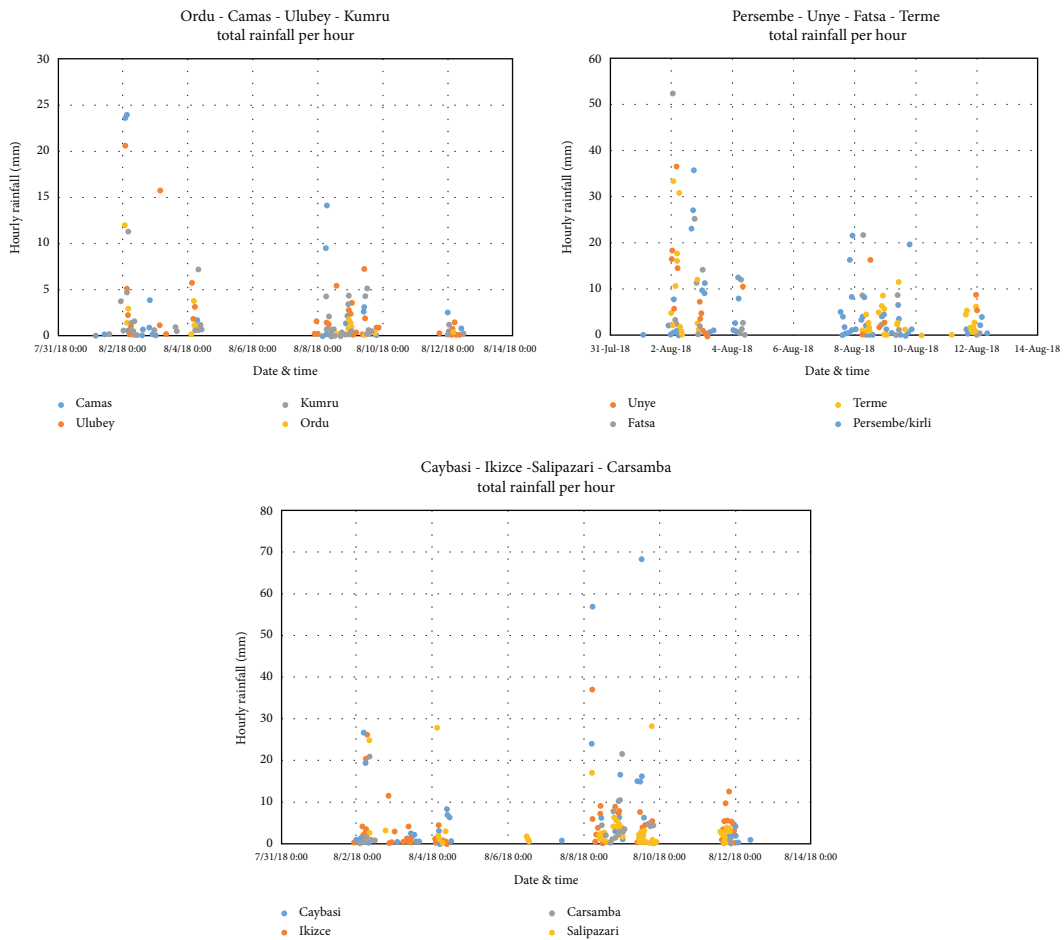 Ordu - Camas - Ulubey - Kumru
total rainfall per hour
30
25
20
15
10
5
0
Hourly rainfall (mm)
7/31/18 0:00 8/2/18 0:00 8/4/18 0:00 8/6/18 0:00 8/8/18 0:00 8/10/18 0:00 8/12/18 0:00 8/14/18 0:00
Date & time
Camas Kumru
Ulubey Ordu
Persembe - Unye - Fatsa - Terme
total rainfall per hour
60
50
40
30
20
10
0
Hourly rainfall (mm)
31-Jul-18 2-Aug-18 4-Aug-18 6-Aug-18 8-Aug-18 10-Aug-18 12-Aug-18 14-Aug-18
Date & time
Unye Terme
Fatsa Persembe/kirli
Caybasi - Ikizce -Salipazari - Carsamba
total rainfall per hour
80
70
60
50
40
30
20
10
0
Hourly rainfall (mm)
7/31/18 0:00 8/2/18 0:00 8/4/18 0:00 8/6/18 0:00 8/8/18 0:00 8/10/18 0:00 8/12/18 0:00 8/14/18 0:00
Date & time
Caybasi Carsamba
Ikizce Salipazari